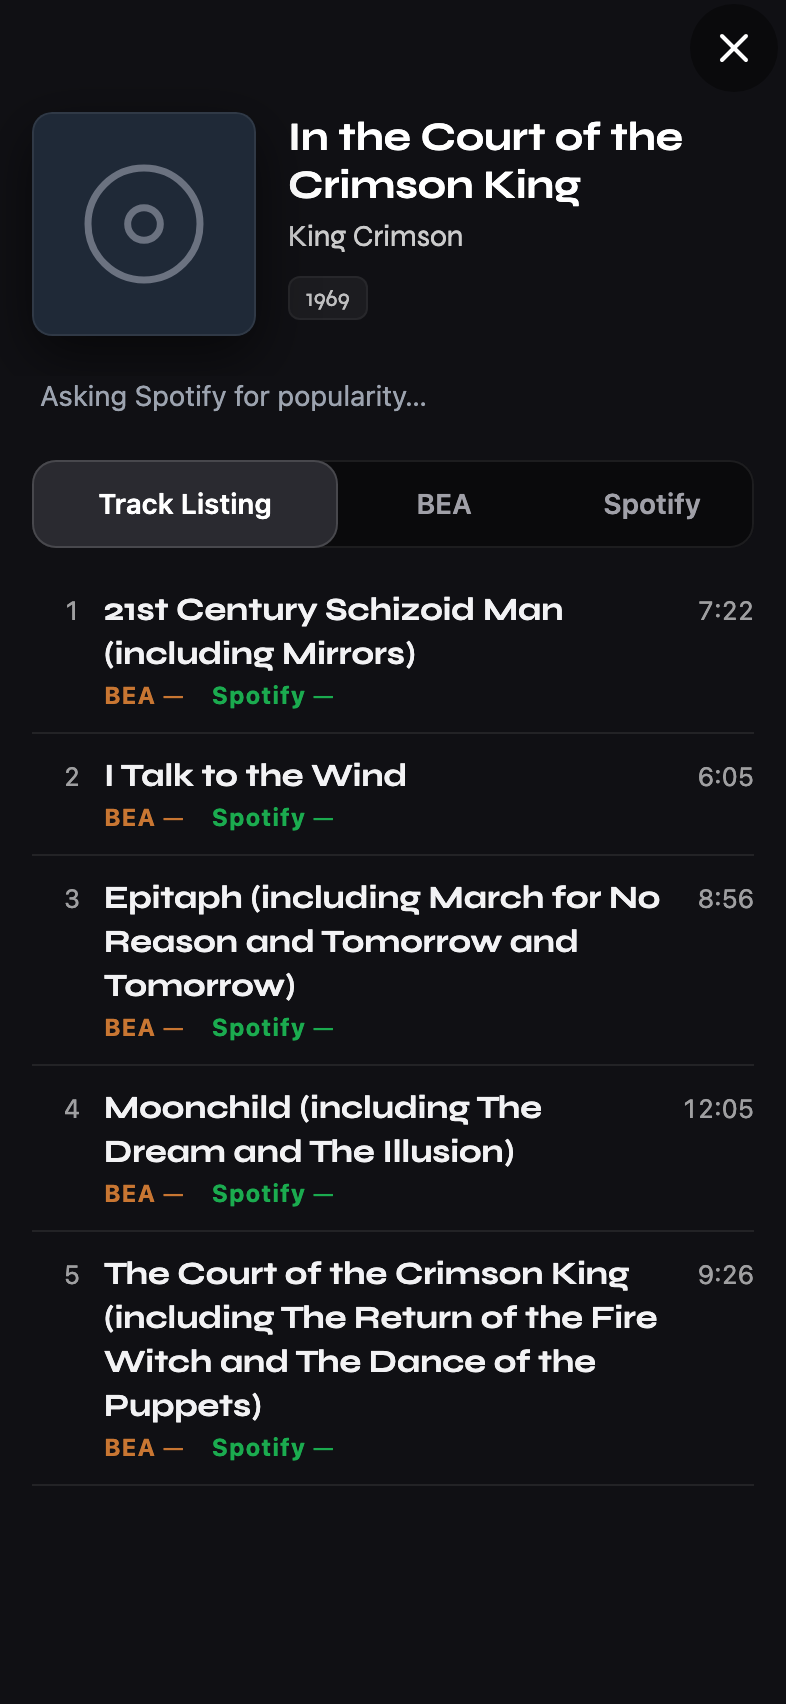 In the Court of the
Crimson King
King Crimson
1969
Asking Spotify for popularity...
Track Listing BEA Spotify
1 21st Century Schizoid Man 7:22
(including Mirrors)
BEA — Spotify —
2 I Talk to the Wind 6:05
BEA — Spotify —
3 Epitaph (including March for No 8:56
Reason and Tomorrow and
Tomorrow)
BEA — Spotify —
4 Moonchild (including The 12:05
Dream and The Illusion)
BEA — Spotify —
5 The Court of the Crimson King 9:26
(including The Return of the Fire
Witch and The Dance of the
Puppets)
BEA — Spotify —